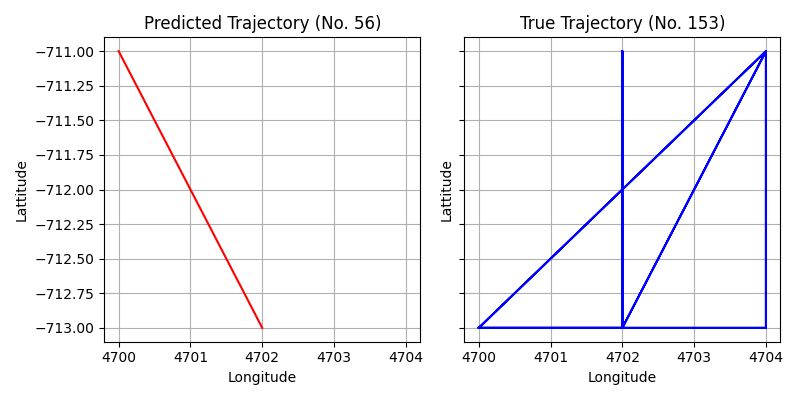 Predicted Trajectory (No. 56)
True Trajectory (No. 153)
Lattitude
−711.00
−711.25
−711.50
−711.75
−712.00
−712.25
−712.50
−712.75
−713.00
4700 4701 4702 4703 4704
Longitude
Lattitude
4700 4701 4702 4703 4704
Longitude